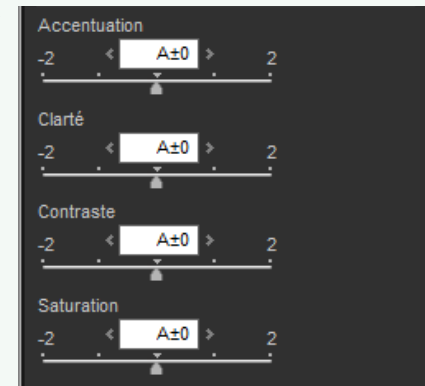 Accentuation
-2 A±0 2
Clarté
-2 A±0 2
Contraste
-2 A±0 2
Saturation
-2 A±0 2